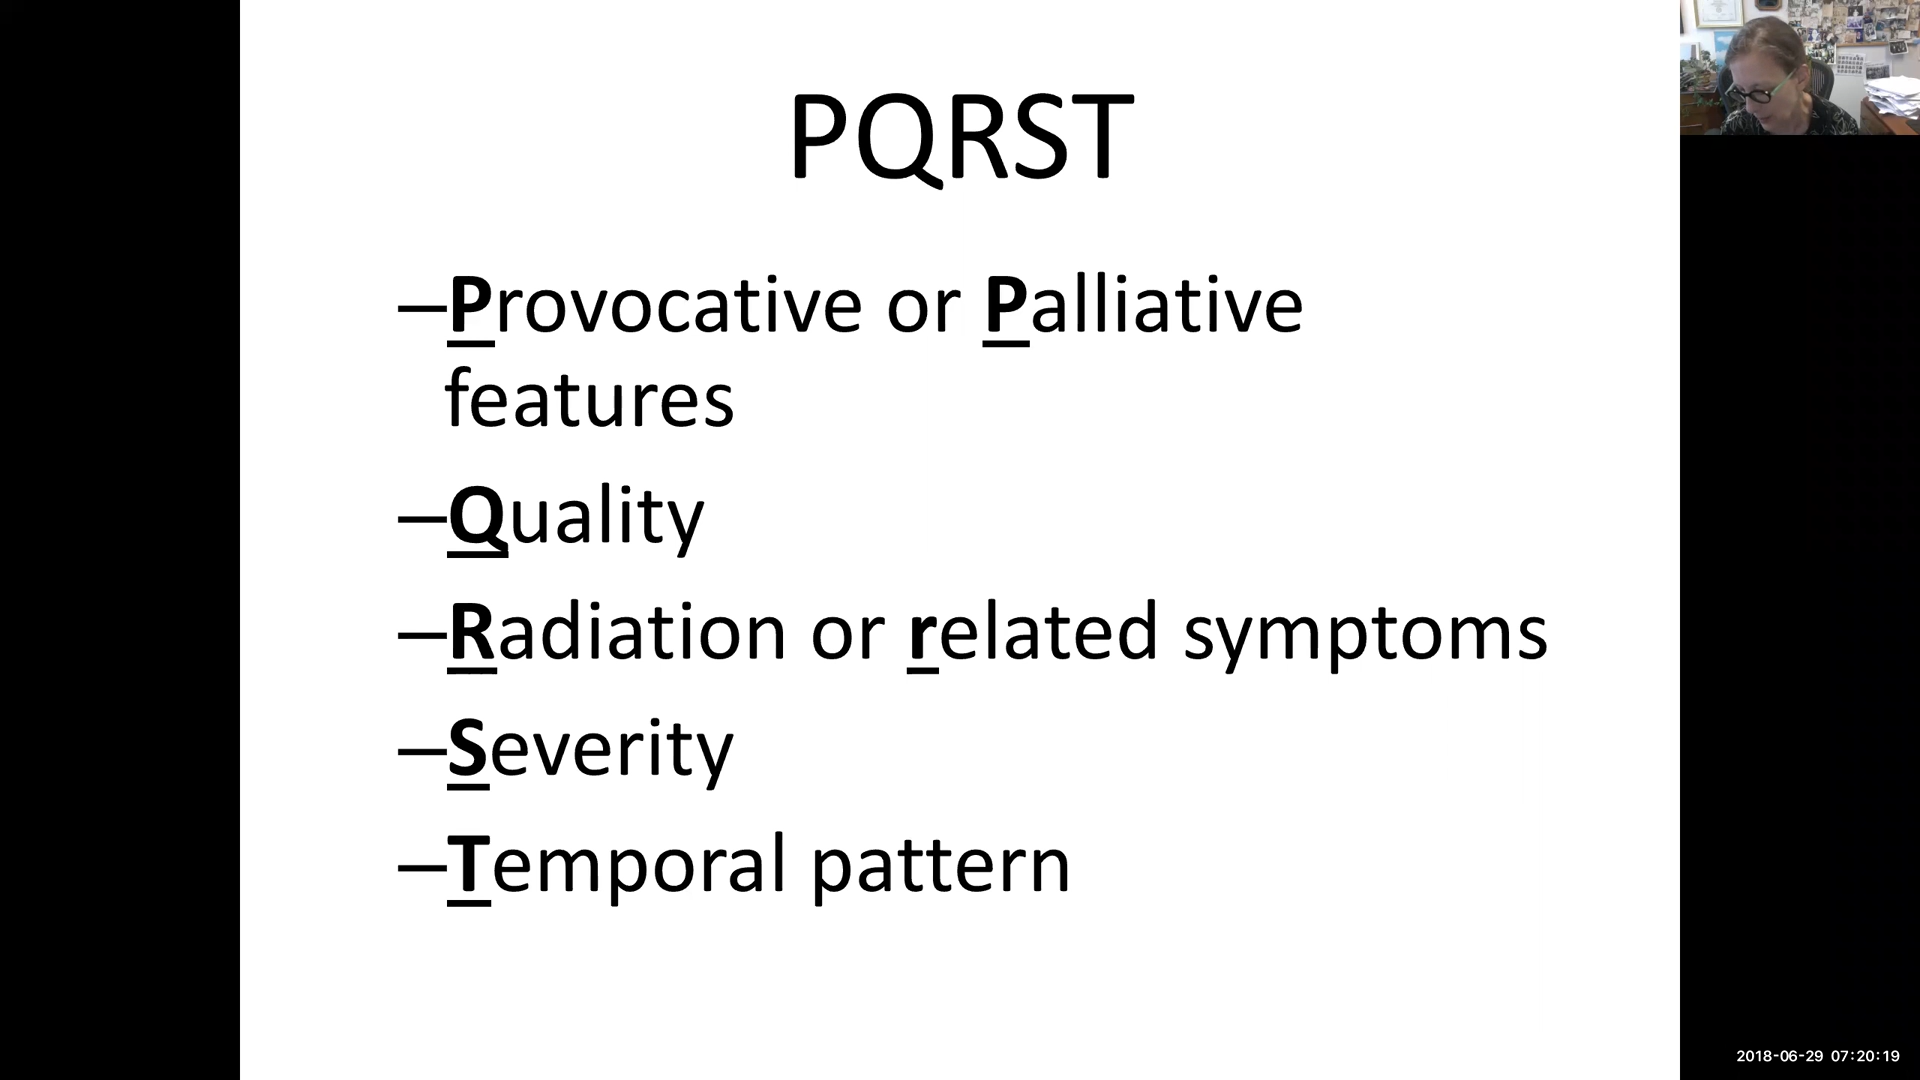 PQRST
–Provocative or Palliative
features
–Quality
–Radiation or related symptoms
–Severity
–Temporal pattern
2018-06-29 07:20:19